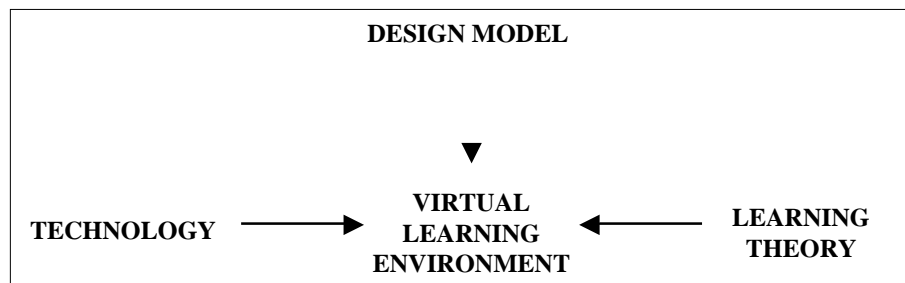 DESIGN MODEL
TECHNOLOGY
VIRTUAL
LEARNING
ENVIRONMENT
LEARNING
THEORY